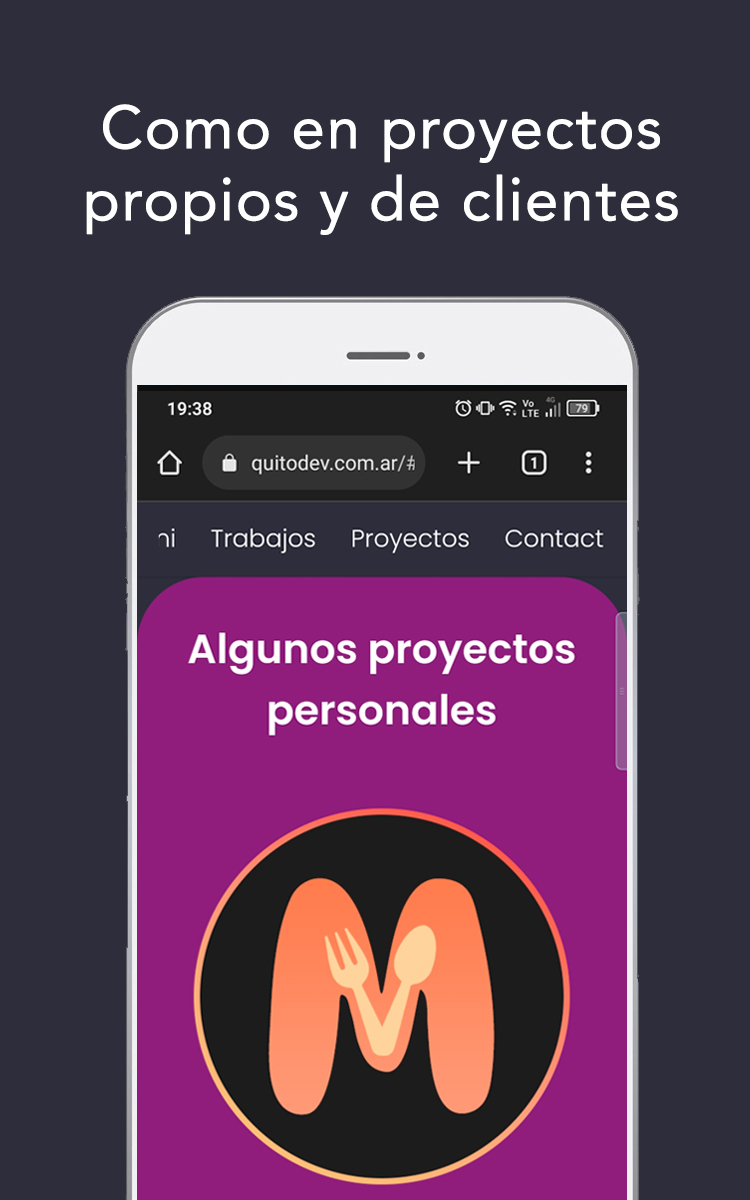 Como en proyectos
propios y de clientes
19:38
Vo
LTE
4G
79
quitodev.com.ar/#
1
ni
Trabajos Proyectos Contact
Algunos proyectos
personales
M